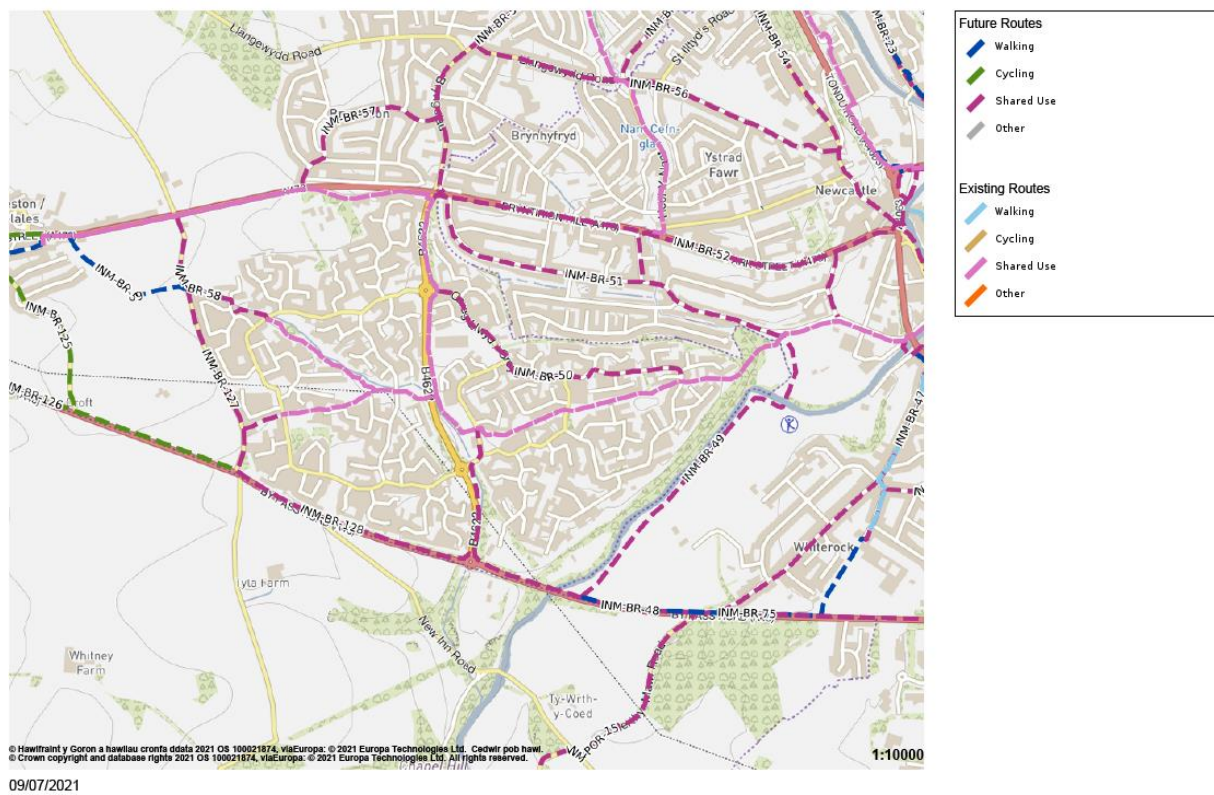 Llangewydd Road
Llangewydd Road
St Illtyd's Road
INM-BR-54
INM-BR-23
INM-BR-56
INM-BR-57
Brynhyfryd
Ystrad
Fawr
Newcastle
INM-BR-52
INM-BR-51
INM-BR-58
INM-BR-125
INM-BR-126
INM-BR-127
INM-BR-50
INM-BR-49
INM-BR-47
B4622
B4622
INM-BR-128
Whiterock
Tyla Farm
INM-BR-48
INM-BR-75
New Inn Road
Whitney
Farm
Ty-Wrth-
y-Coed
© Hawlfraint y Goron a hawliau cronfa ddata 2021 OS 100021874, viaEuropa: © 2021 Europa Technologies Ltd. Cedwir pob hawl.
© Crown copyright and database rights 2021 OS 100021874, viaEuropa: © 2021 Europa Technologies Ltd. All rights reserved.
1:10000
09/07/2021
Future Routes
Walking
Cycling
Shared Use
Other
Existing Routes
Walking
Cycling
Shared Use
Other